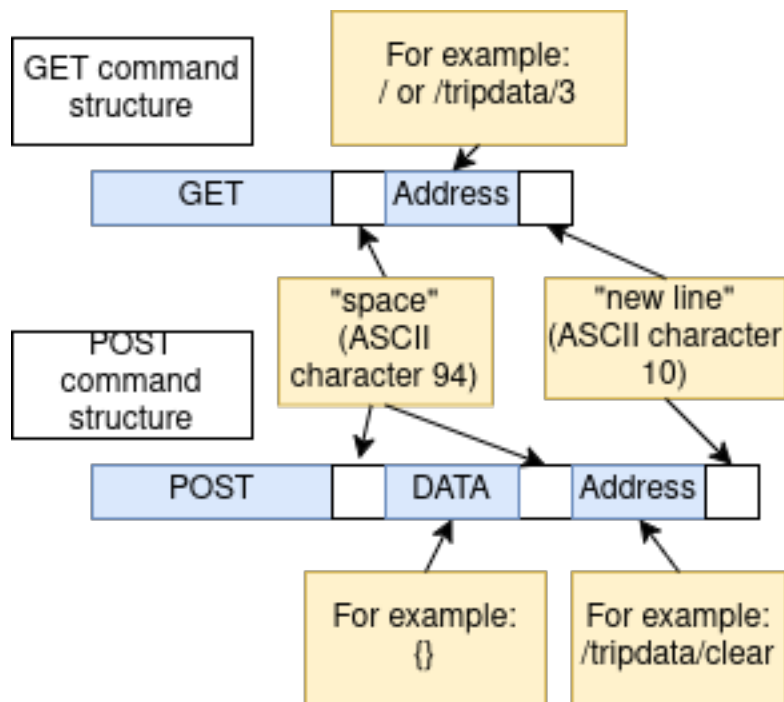 GET command
structure
For example:
/ or /tripdata/3
GET
Address
"space"
(ASCII
character 94)
"new line"
(ASCII character
10)
POST
command
structure
POST
DATA
Address
For example:
{}
For example:
/tripdata/clear